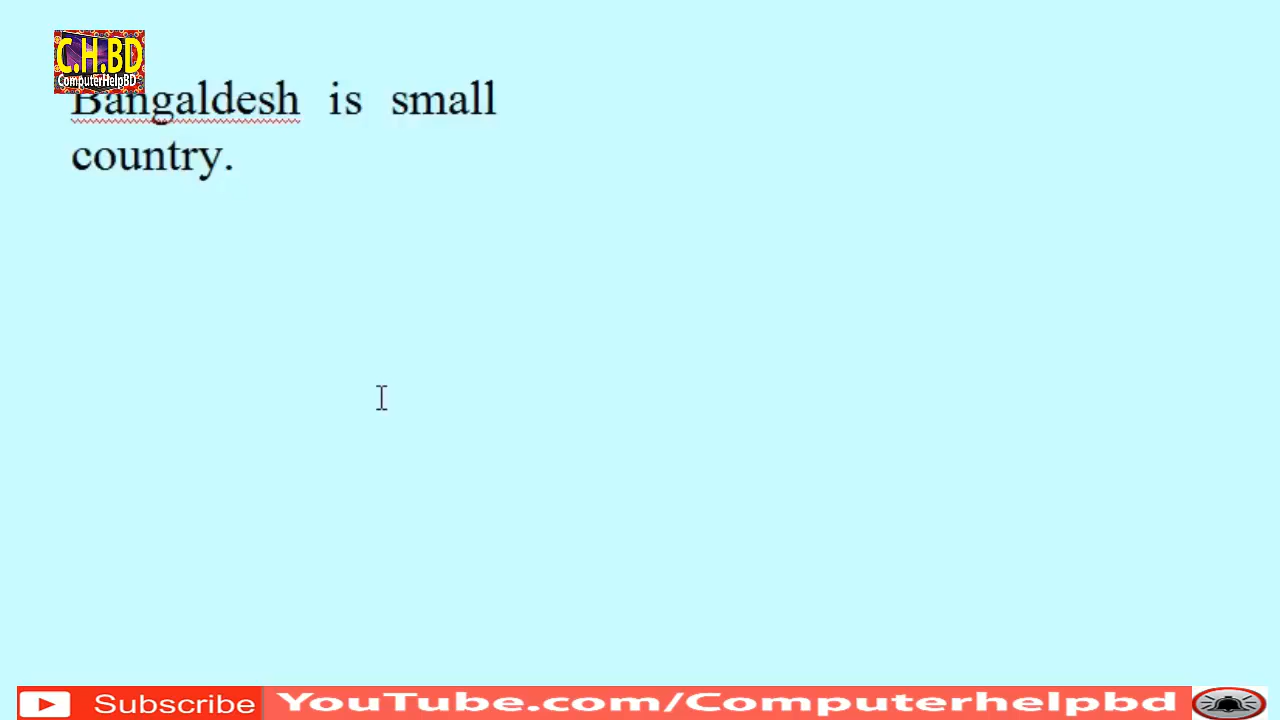 C.H.BD
ComputerHelpBD
Bangaldesh is small
country.
Subscribe YouTube.com/Computerhelpbd